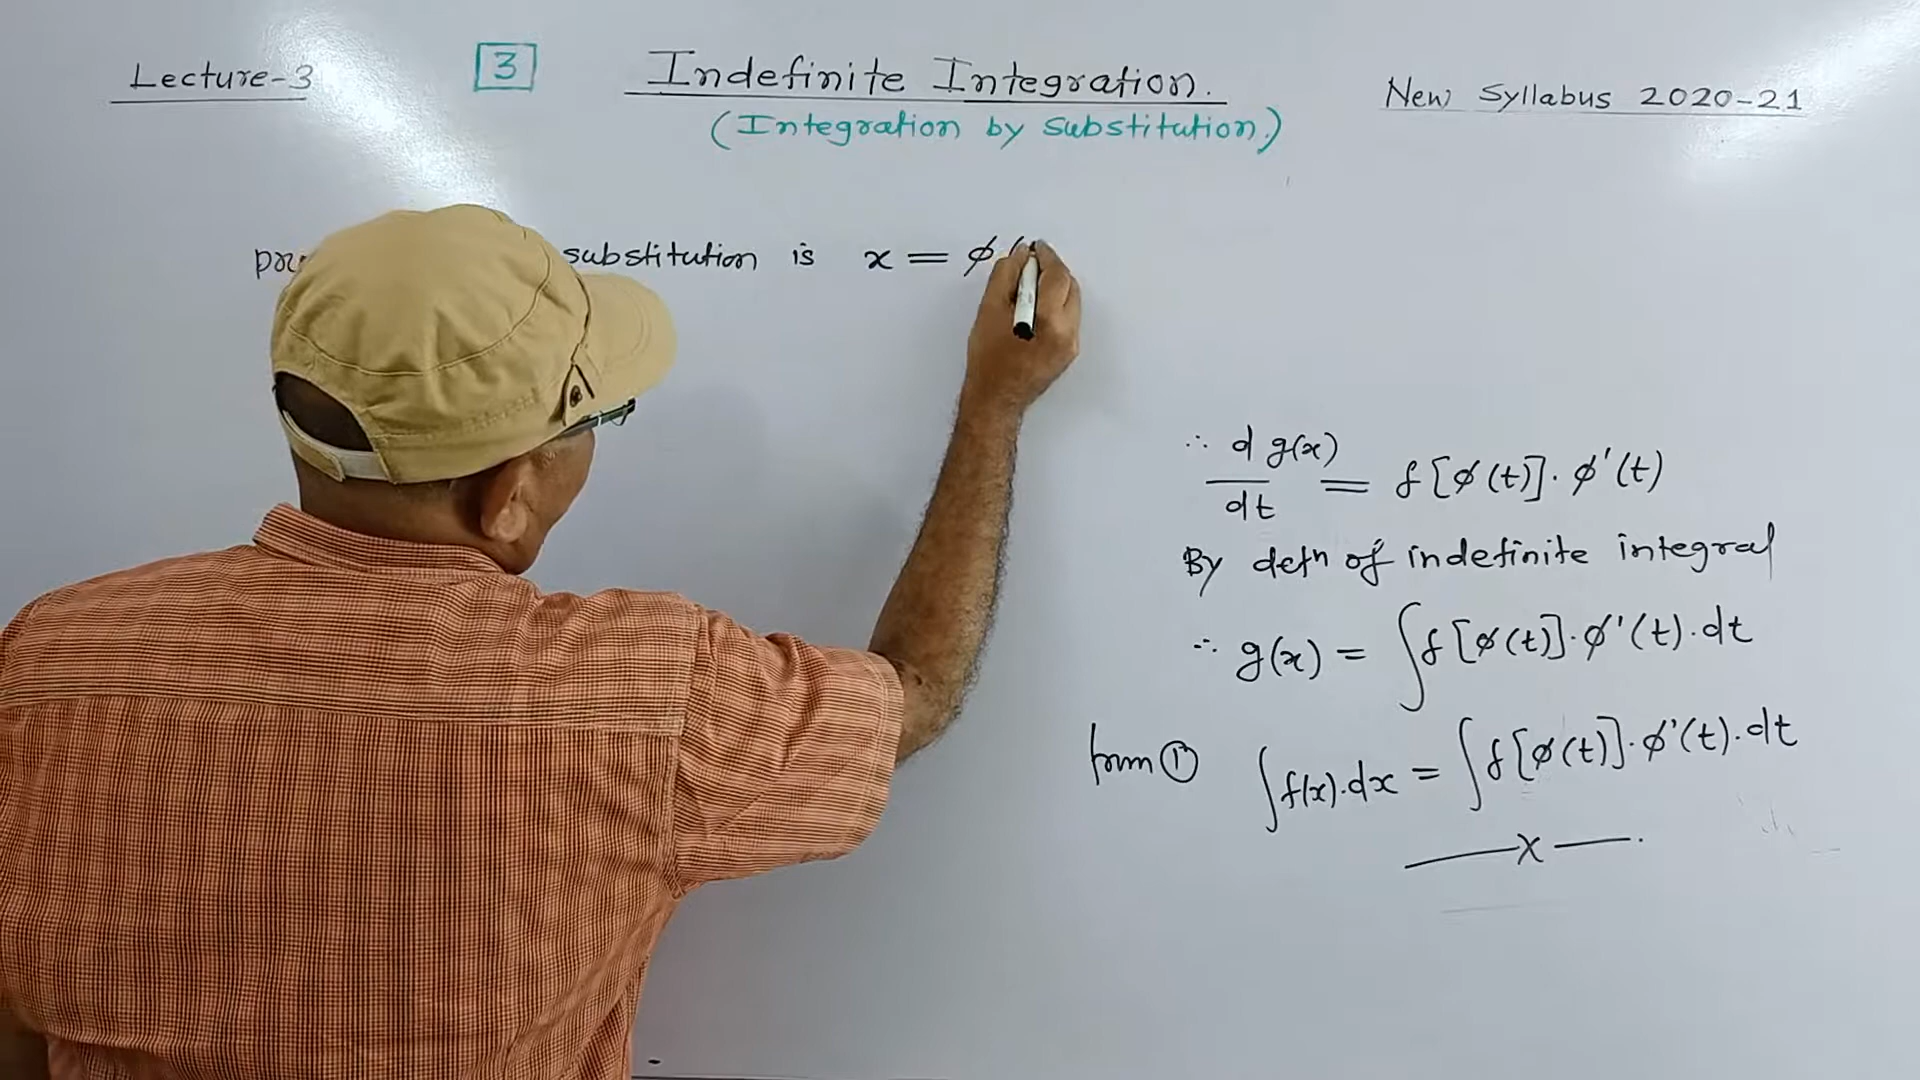 Lecture-3
3
Indefinite Integration.
(Integration by substitution.)
New Syllabus 2020-21
substitution is x = ϕ (
∴ d g(x) / dt = f[ϕ(t)]. ϕ'(t)
By defn of indefinite integral
∴ g(x) = ∫f[ϕ(t)].ϕ'(t).dt
from ① ∫f(x).dx = ∫f[ϕ(t)].ϕ'(t).dt
—x—.